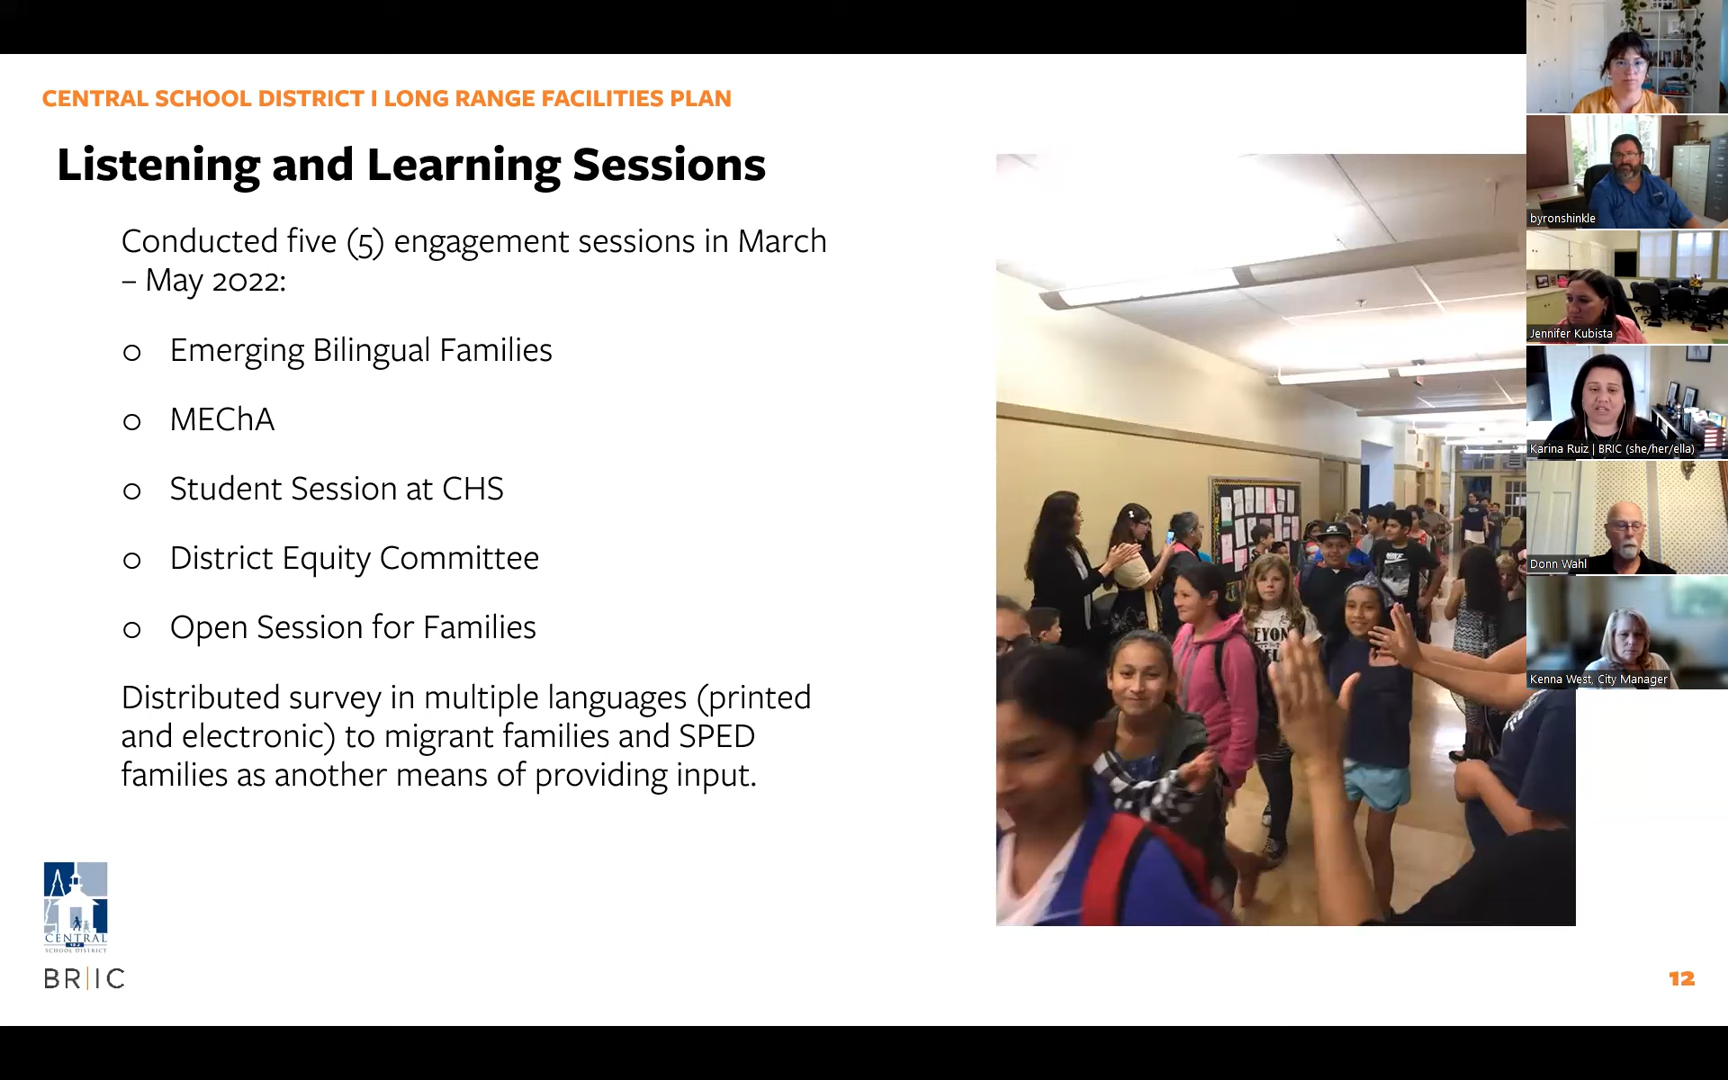 CENTRAL SCHOOL DISTRICT I LONG RANGE FACILITIES PLAN
Listening and Learning Sessions
Conducted five (5) engagement sessions in March
– May 2022:
o Emerging Bilingual Families
o MEChA
o Student Session at CHS
o District Equity Committee
o Open Session for Families
Distributed survey in multiple languages (printed
and electronic) to migrant families and SPED
families as another means of providing input.
CENTRAL
SCHOOL DISTRICT
BR|IC
12
byronshinkle
Jennifer Kubista
Karina Ruiz | BRIC (she/her/ella)
Donn Wahl
Kenna West, City Manager